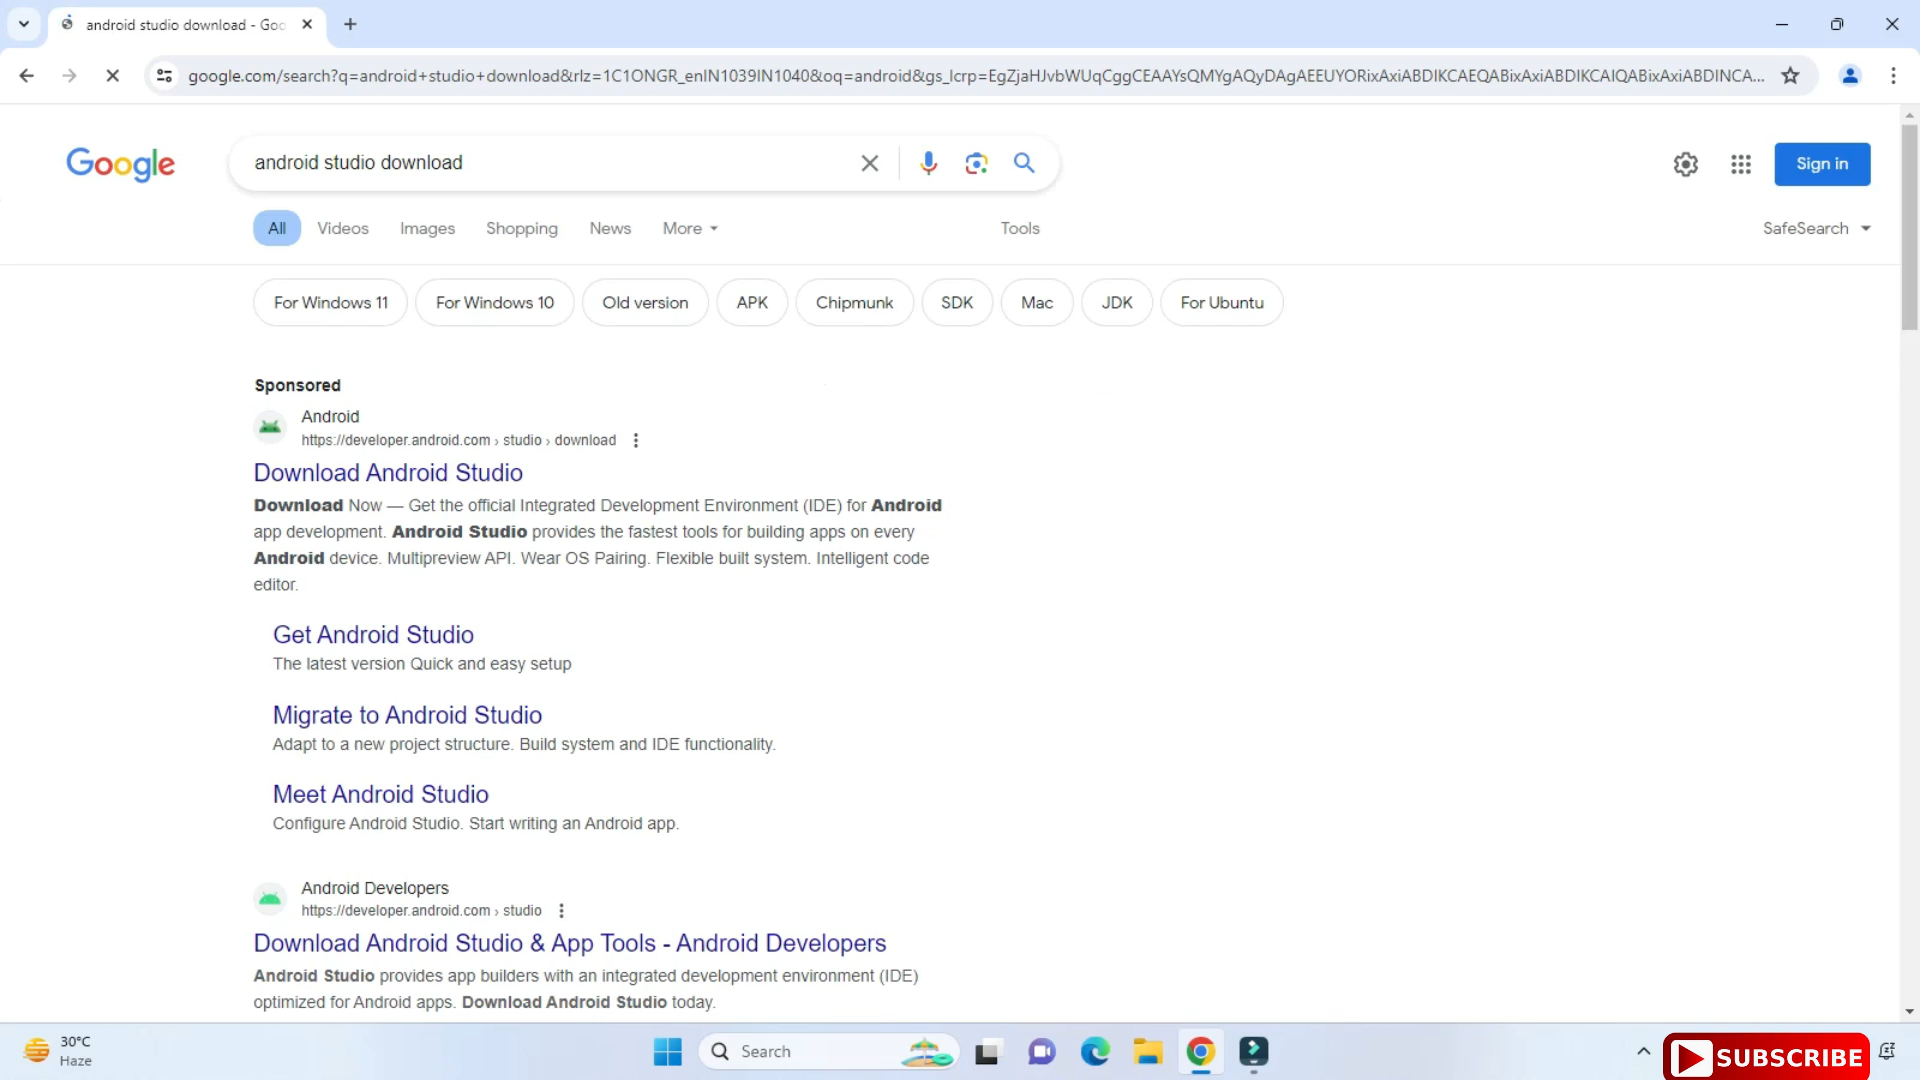 android studio download - Goo
google.com/search?q=android+studio+download&rlz=1C1ONGR_enIN1039IN1040&oq=android&gs_lcrp=EgZjaHJvbWUqCggCEAAYsQMYgAQyDAgAEEUYORixAxiABDIKCAEQABixAxiABDIKCAIQABixAxiABDINCA...
Google
android studio download
Sign in
All Videos Images Shopping News More Tools SafeSearch
For Windows 11 For Windows 10 Old version APK Chipmunk SDK Mac JDK For Ubuntu
Sponsored
Android
https://developer.android.com › studio › download
Download Android Studio
Download Now — Get the official Integrated Development Environment (IDE) for Android
app development. Android Studio provides the fastest tools for building apps on every
Android device. Multipreview API. Wear OS Pairing. Flexible built system. Intelligent code
editor.
Get Android Studio
The latest version Quick and easy setup
Migrate to Android Studio
Adapt to a new project structure. Build system and IDE functionality.
Meet Android Studio
Configure Android Studio. Start writing an Android app.
Android Developers
https://developer.android.com › studio
Download Android Studio & App Tools - Android Developers
Android Studio provides app builders with an integrated development environment (IDE)
optimized for Android apps. Download Android Studio today.
30°C
Haze
Search
SUBSCRIBE